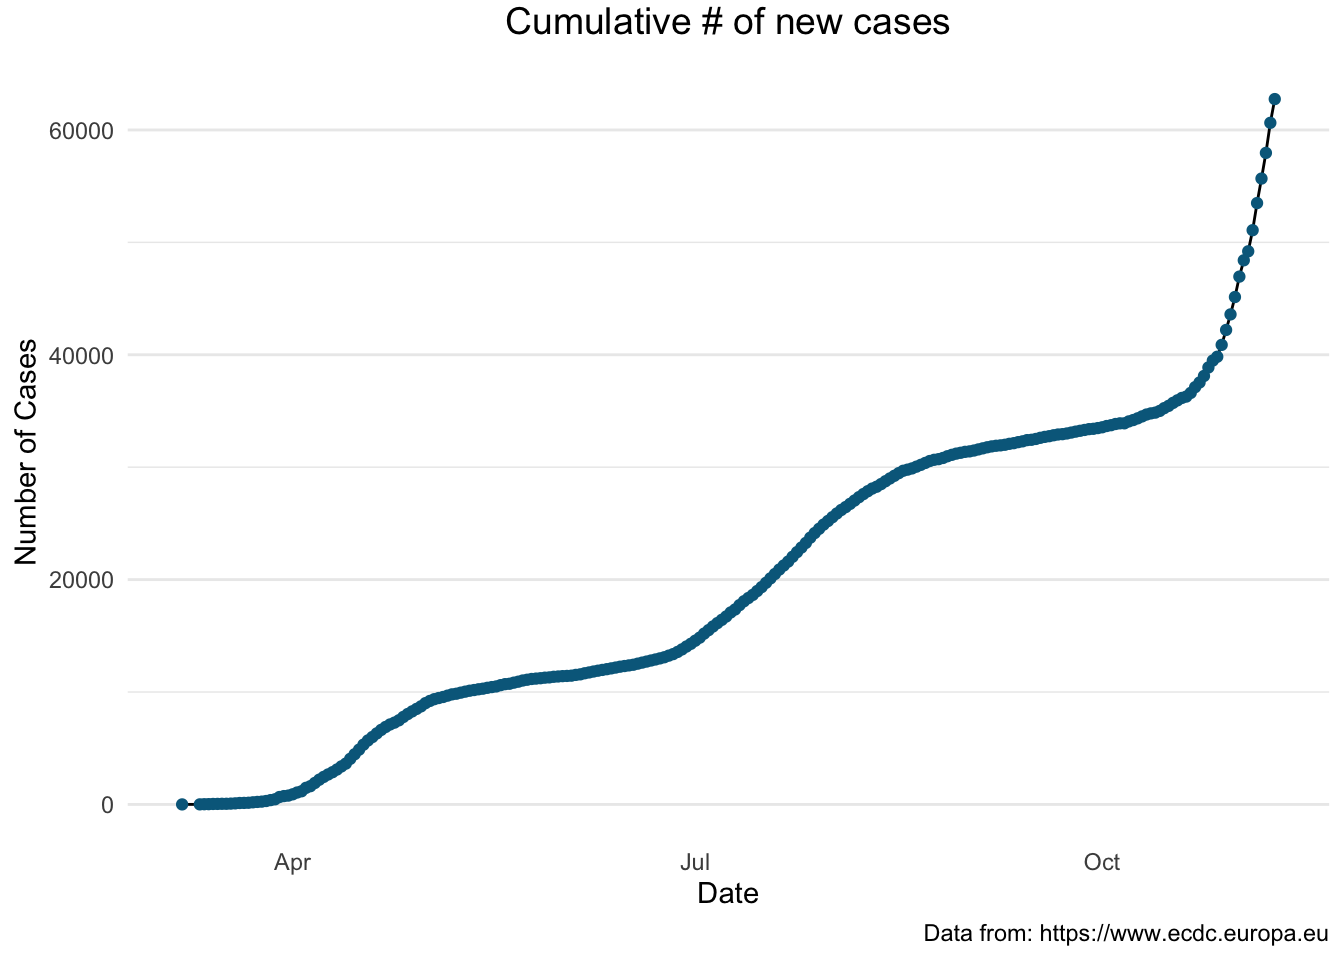 Cumulative # of new cases
60000
40000
20000
0
Number of Cases
Apr Jul Oct
Date
Data from: https://www.ecdc.europa.eu